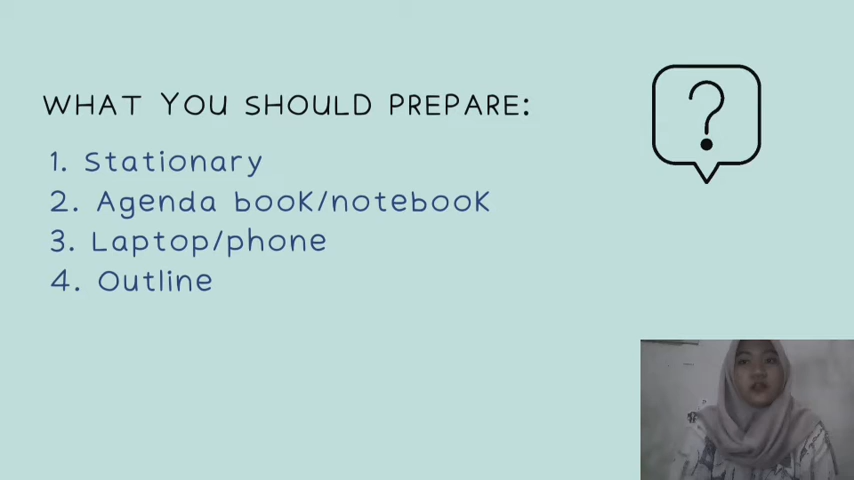 WHAT YOU SHOULD PREPARE:
1. Stationary
2. Agenda book/notebook
3. Laptop/phone
4. Outline
?